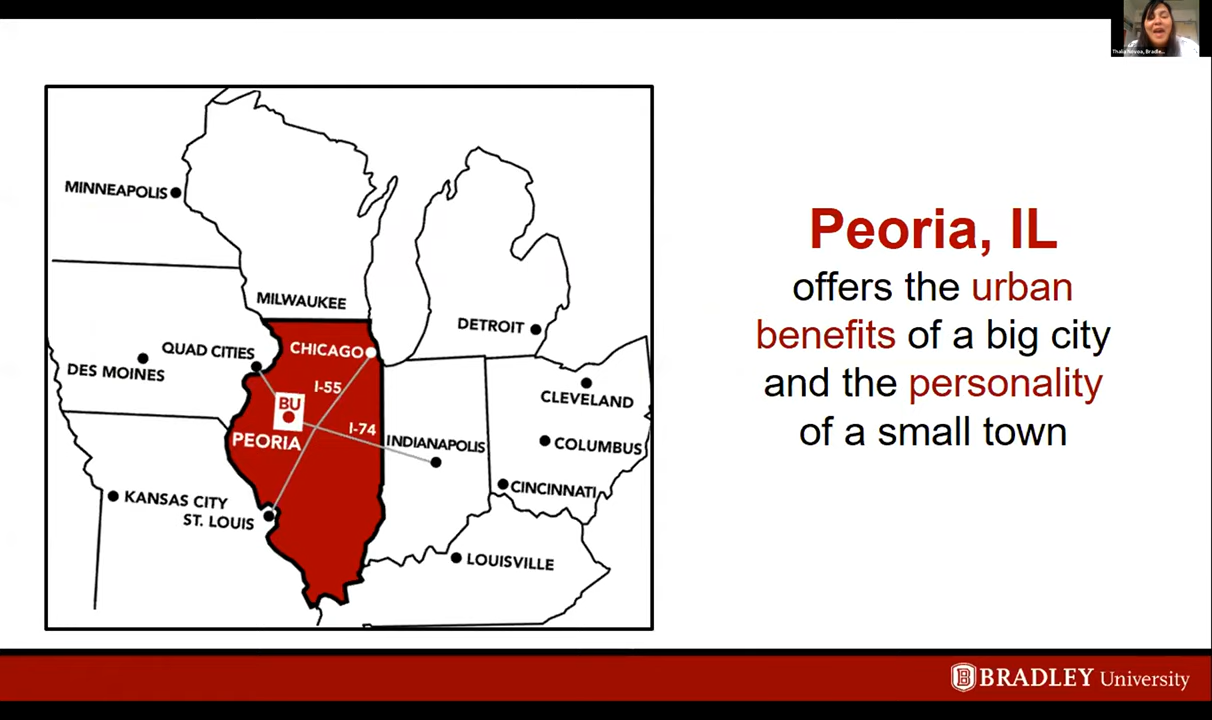 MINNEAPOLIS
MILWAUKEE
DETROIT
QUAD CITIES
CHICAGO
DES MOINES
I-55
BU
CLEVELAND
I-74
PEORIA
INDIANAPOLIS
COLUMBUS
KANSAS CITY
CINCINNATI
ST. LOUIS
LOUISVILLE
Peoria, IL
offers the urban
benefits of a big city
and the personality
of a small town
BRADLEY University